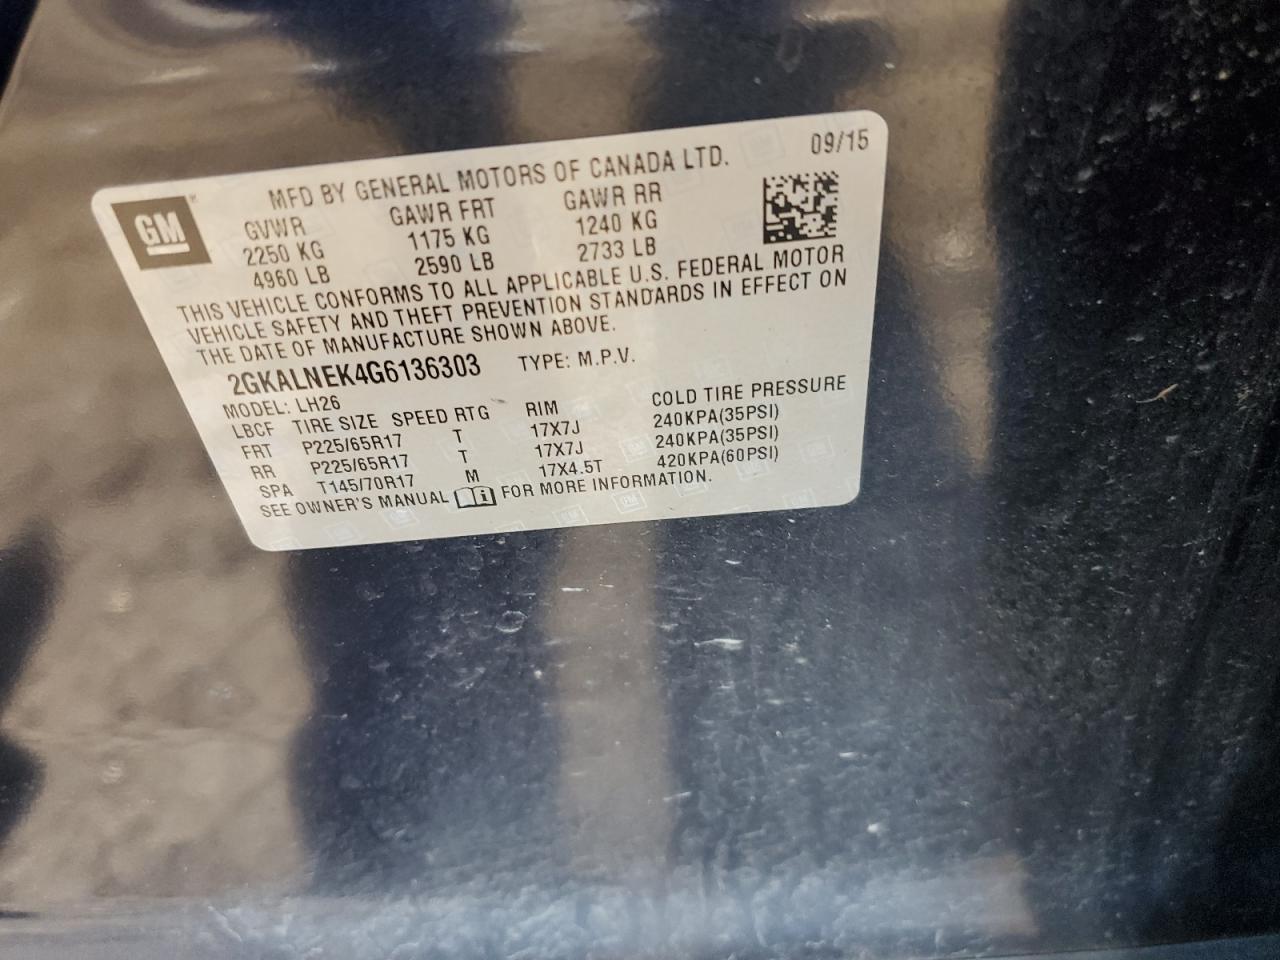 09/15
GM
MFD BY GENERAL MOTORS OF CANADA LTD.
GVWR GAWR FRT GAWR RR
2250 KG 1175 KG 1240 KG
4960 LB 2590 LB 2733 LB
THIS VEHICLE CONFORMS TO ALL APPLICABLE U.S. FEDERAL MOTOR
VEHICLE SAFETY AND THEFT PREVENTION STANDARDS IN EFFECT ON
THE DATE OF MANUFACTURE SHOWN ABOVE.
2GKALNEK4G6136303 TYPE: M.P.V.
MODEL: LH26
LBCF TIRE SIZE SPEED RTG RIM COLD TIRE PRESSURE
FRT P225/65R17 T 17X7J 240KPA(35PSI)
RR P225/65R17 T 17X7J 240KPA(35PSI)
SPA T145/70R17 M 17X4.5T 420KPA(60PSI)
SEE OWNER'S MANUAL FOR MORE INFORMATION.